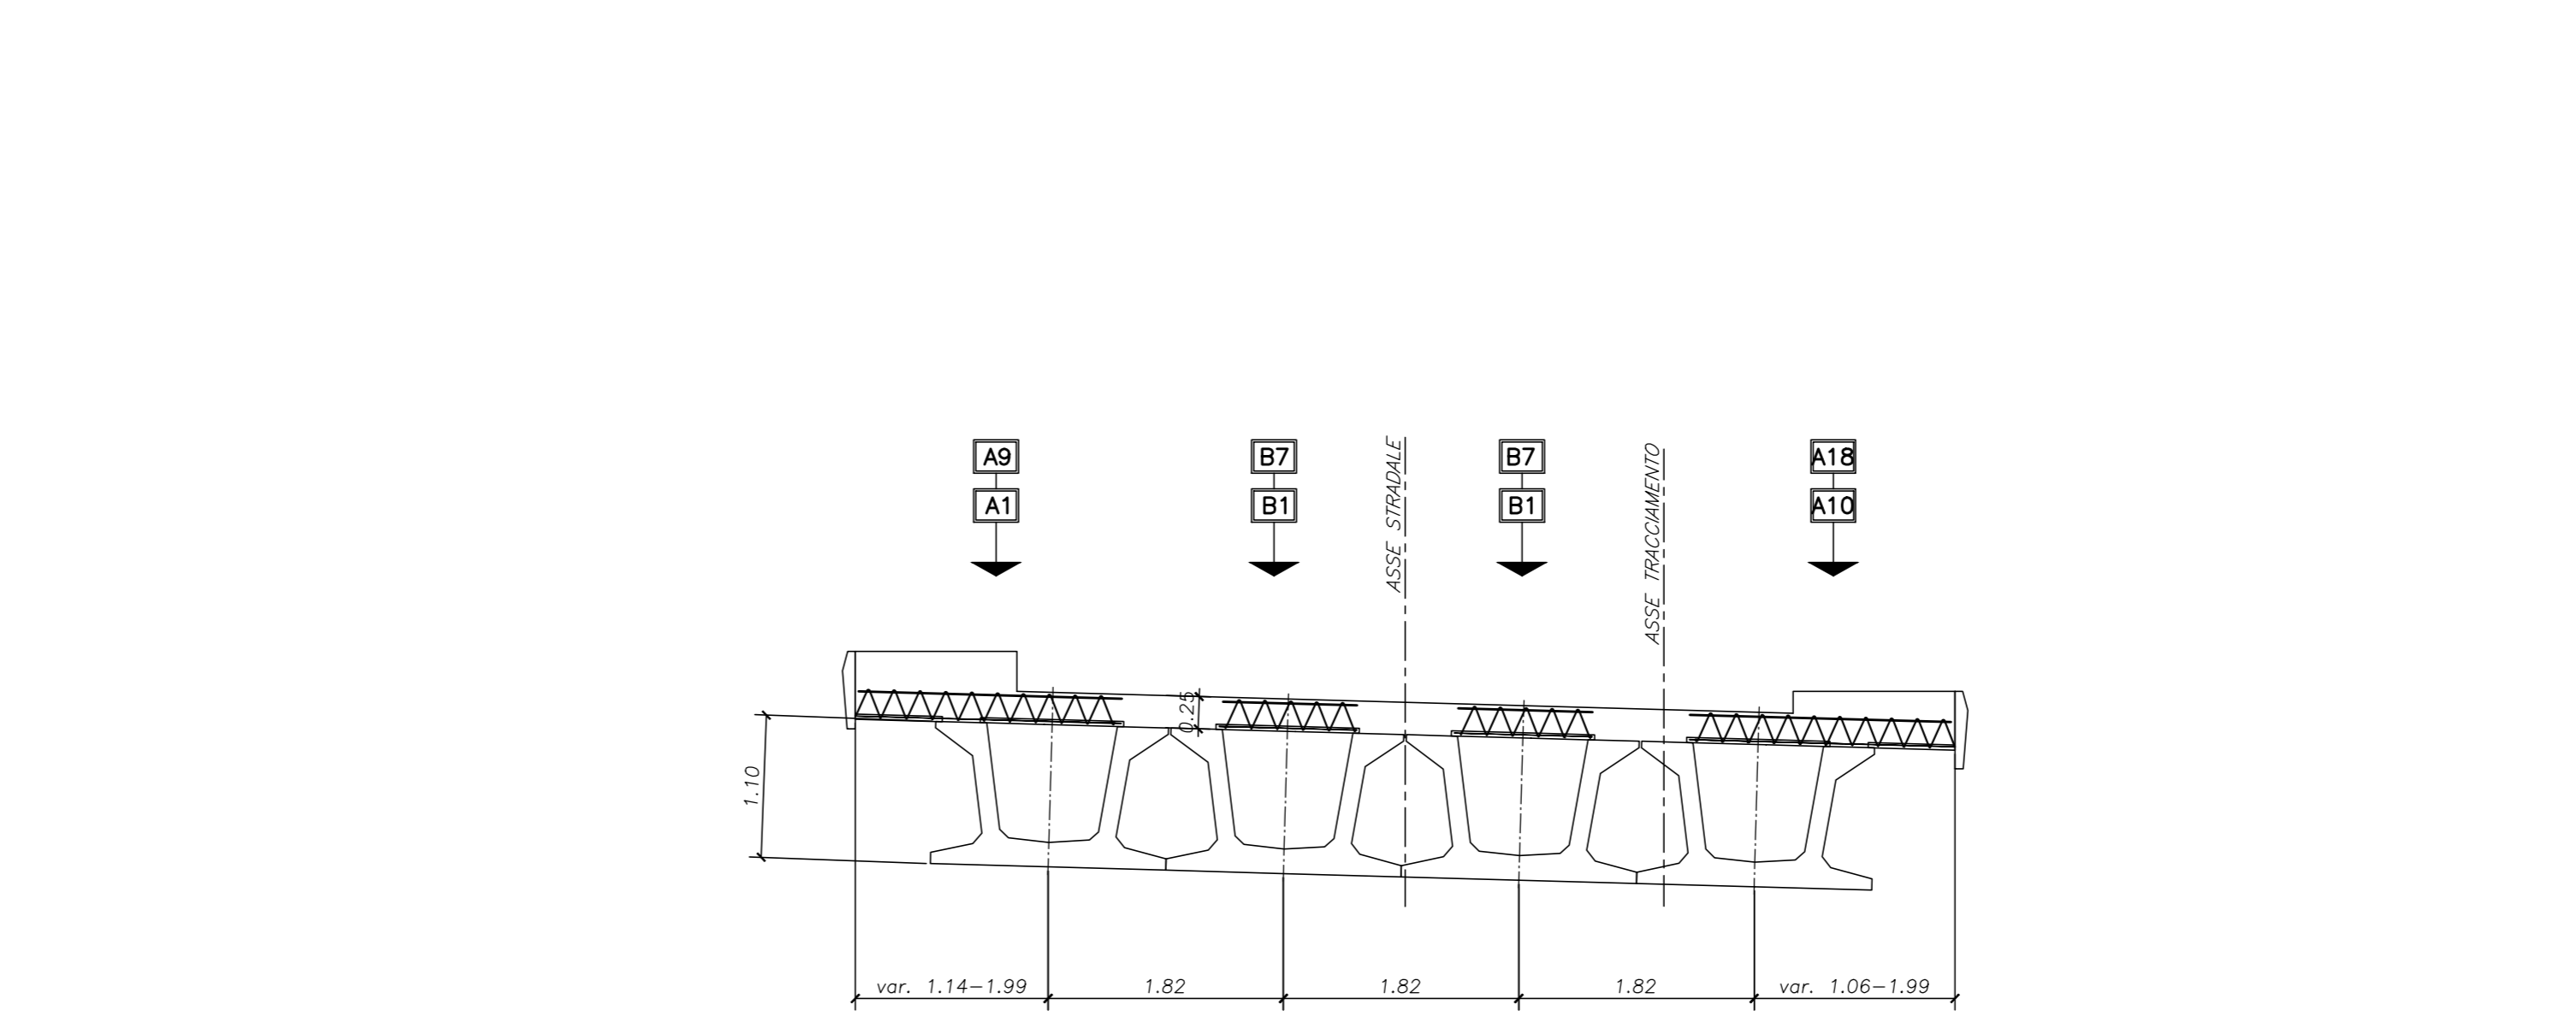 A9
B7
B7
A18
A1
B1
B1
A10
ASSE STRADALE
ASSE TRACCIAMENTO
0.25
1.10
var. 1.14-1.99
1.82
1.82
1.82
var. 1.06-1.99